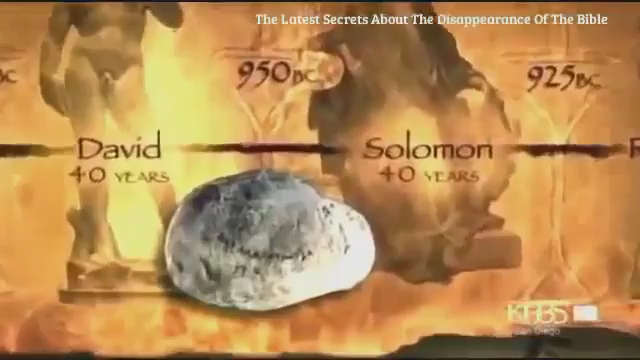 The Latest Secrets About The Disappearance Of The Bible
BC
950BC
925BC
David
40 YEARS
Solomon
40 YEARS
R
KPBS
San Diego